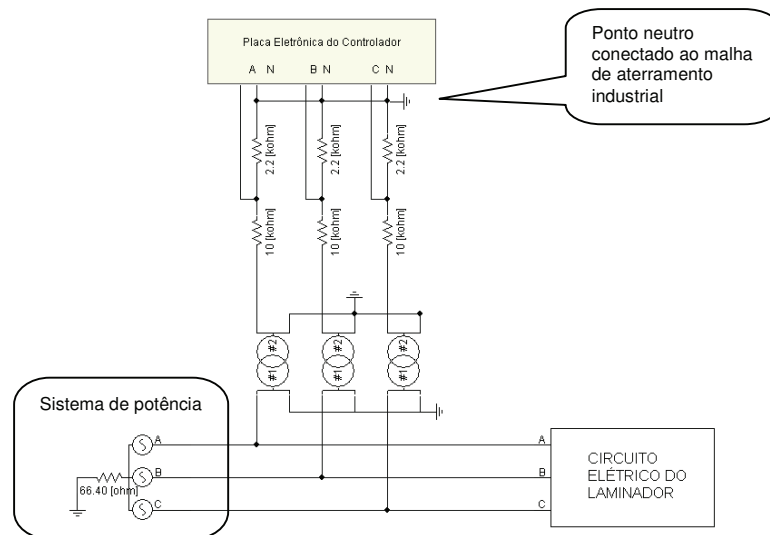 Placa Eletrônica do Controlador
A N B N C N
Ponto neutro
conectado ao malha
de aterramento
industrial
2.2 [kohm]
2.2 [kohm]
2.2 [kohm]
10 [kohm]
10 [kohm]
10 [kohm]
#2
#2
#2
#1
#1
#1
Sistema de potência
A
B
C
66.40 [ohm]
A
B
C
CIRCUITO
ELÉTRICO DO
LAMINADOR